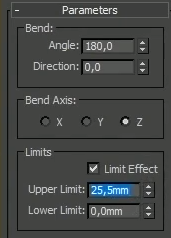 - Parameters
Bend:
Angle: 180,0
Direction: 0,0
Bend Axis:
X Y Z
Limits
Limit Effect
Upper Limit: 25,5mm
Lower Limit: 0,0mm